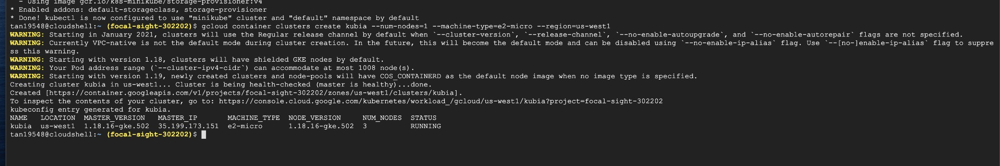 - Using image gcr.io/k8s-minikube/storage-provisioner:v4
* Enabled addons: default-storageclass, storage-provisioner
* Done! kubectl is now configured to use "minikube" cluster and "default" namespace by default
tan19548@cloudshell:~ (focal-sight-302202)$ gcloud container clusters create kubia --num-nodes=1 --machine-type=e2-micro --region=us-west1
WARNING: Starting in January 2021, clusters will use the Regular release channel by default when `--cluster-version`, `--release-channel`, `--no-enable-autoupgrade`, and `--no-enable-autorepair` flags are not specified.
WARNING: Currently VPC-native is not the default mode during cluster creation. In the future, this will become the default mode and can be disabled using `--no-enable-ip-alias` flag. Use `--[no-]enable-ip-alias` flag to suppre
ss this warning.
WARNING: Starting with version 1.18, clusters will have shielded GKE nodes by default.
WARNING: Your Pod address range (`--cluster-ipv4-cidr`) can accommodate at most 1008 node(s).
WARNING: Starting with version 1.19, newly created clusters and node-pools will have COS_CONTAINERD as the default node image when no image type is specified.
Creating cluster kubia in us-west1... Cluster is being health-checked (master is healthy)...done.
Created [https://container.googleapis.com/v1/projects/focal-sight-302202/zones/us-west1/clusters/kubia].
To inspect the contents of your cluster, go to: https://console.cloud.google.com/kubernetes/workload_/gcloud/us-west1/kubia?project=focal-sight-302202
kubeconfig entry generated for kubia.
NAME LOCATION MASTER_VERSION MASTER_IP MACHINE_TYPE NODE_VERSION NUM_NODES STATUS
kubia us-west1 1.18.16-gke.502 35.199.173.151 e2-micro 1.18.16-gke.502 3 RUNNING
tan19548@cloudshell:~ (focal-sight-302202)$